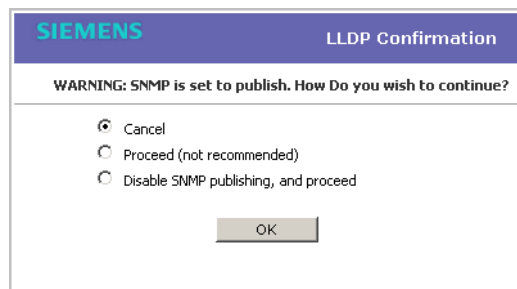 SIEMENS
LLDP Confirmation
WARNING: SNMP is set to publish. How Do you wish to continue?
Cancel
Proceed (not recommended)
Disable SNMP publishing, and proceed
OK